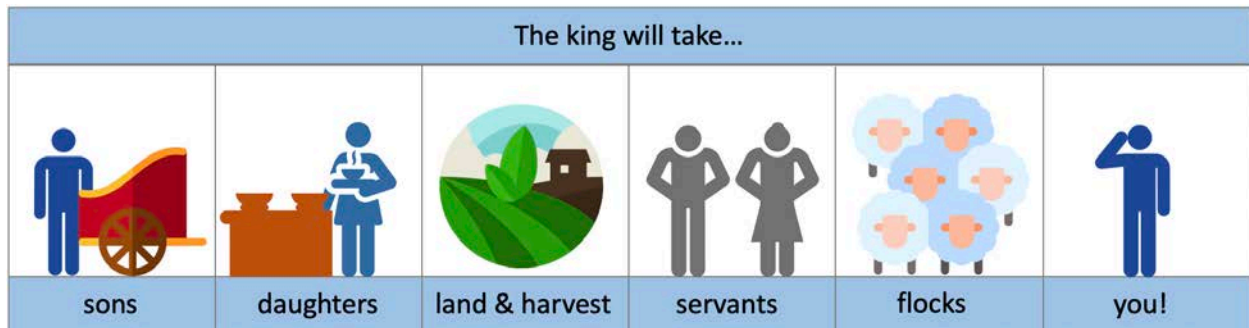 The king will take…
sons
daughters
land & harvest
servants
flocks
you!